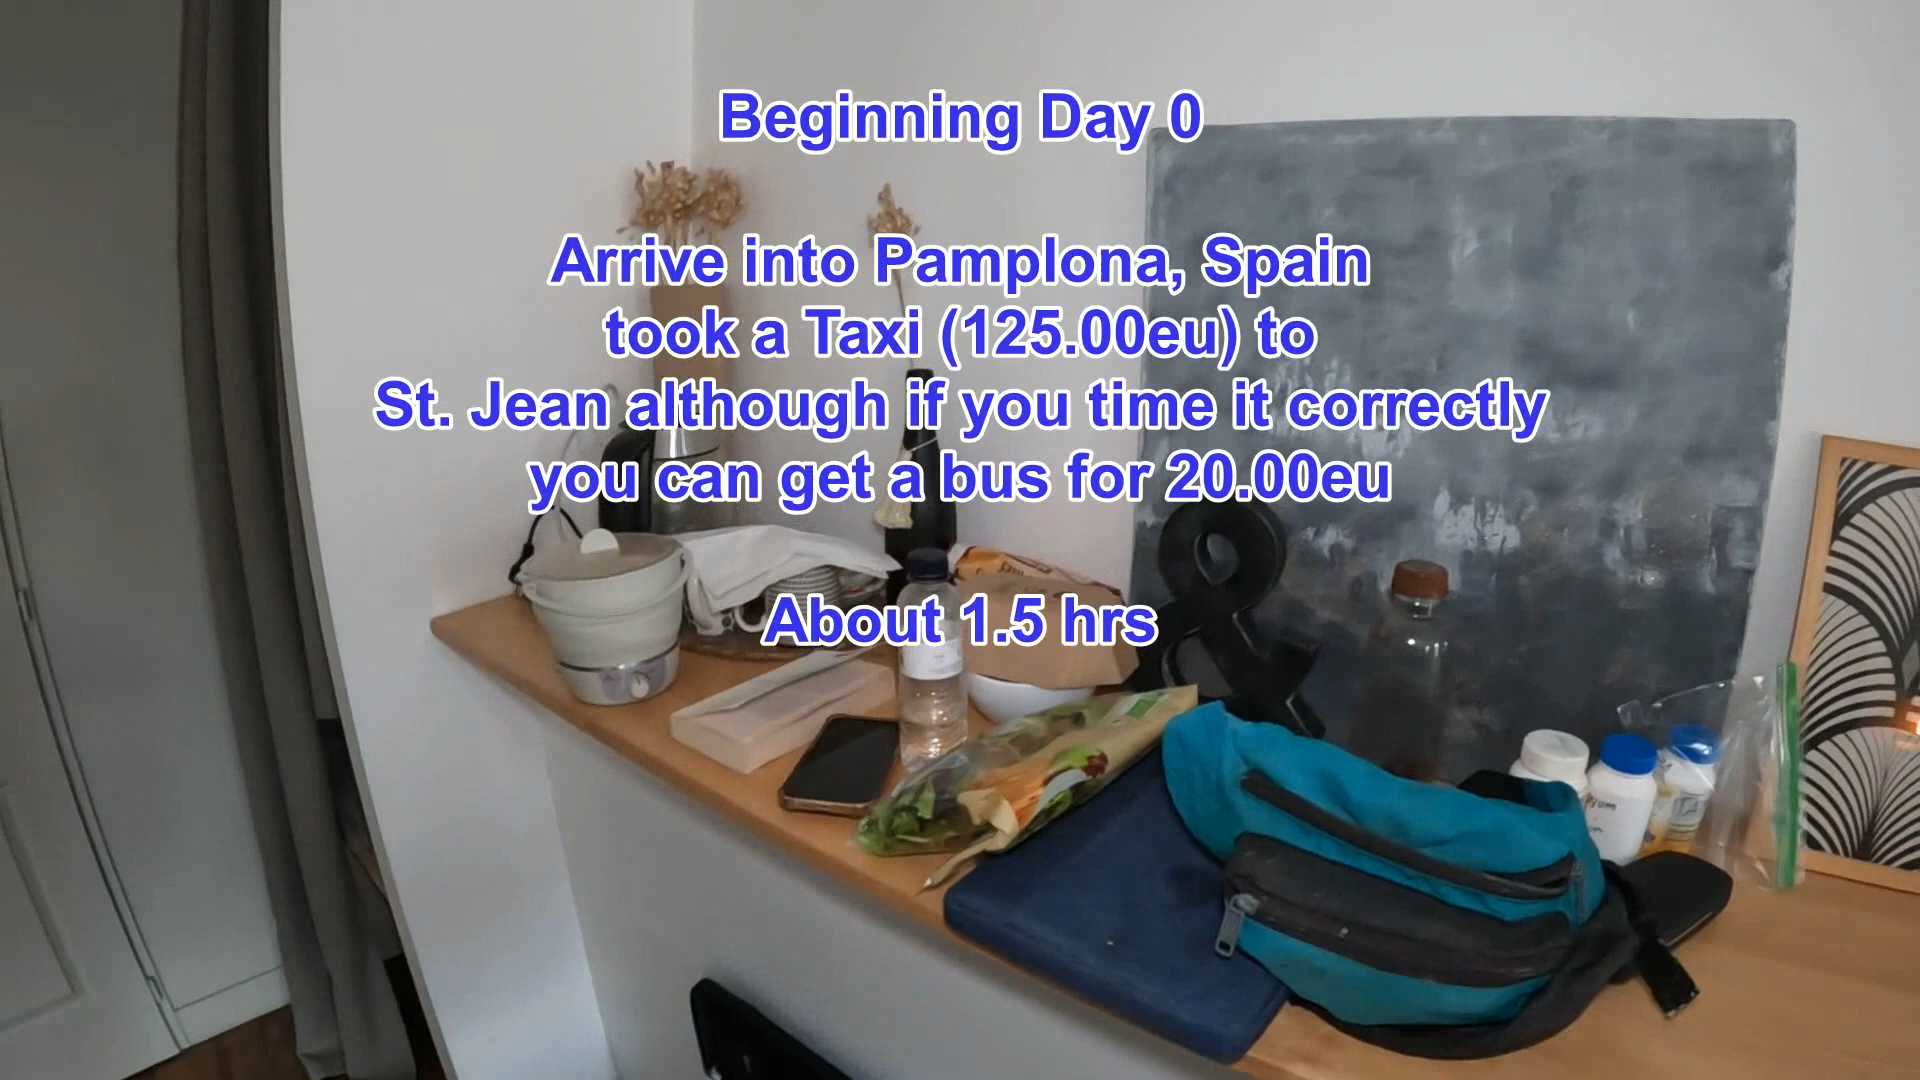 Beginning Day 0
Arrive into Pamplona, Spain
took a Taxi (125.00eu) to
St. Jean although if you time it correctly
you can get a bus for 20.00eu
About 1.5 hrs